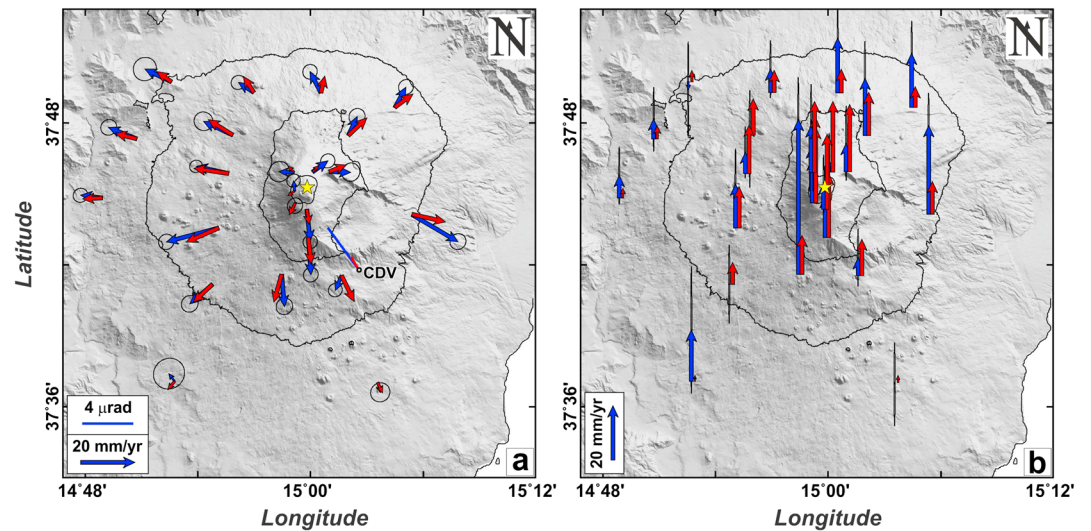 N
N
CDV
4 μrad
20 mm/yr
a
20 mm/yr
b
37°48'
37°36'
37°48'
37°36'
Latitude
14°48'
15°00'
15°12'
14°48'
15°00'
15°12'
Longitude
Longitude